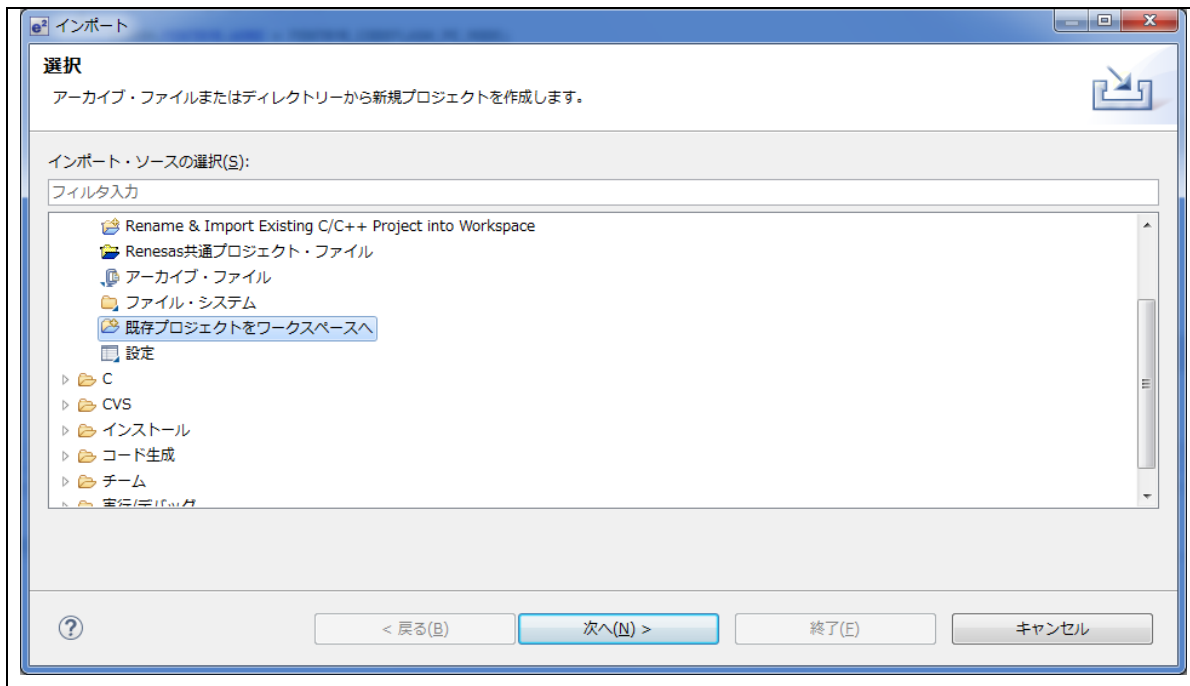 e² インポート
選択
アーカイブ・ファイルまたはディレクトリーから新規プロジェクトを作成します。
インポート・ソースの選択(S):
フィルタ入力
Rename & Import Existing C/C++ Project into Workspace
Renesas共通プロジェクト・ファイル
アーカイブ・ファイル
ファイル・システム
既存プロジェクトをワークスペースへ
設定
C
CVS
インストール
コード生成
チーム
実行/デバッグ
< 戻る(B) 次へ(N) > 終了(F) キャンセル